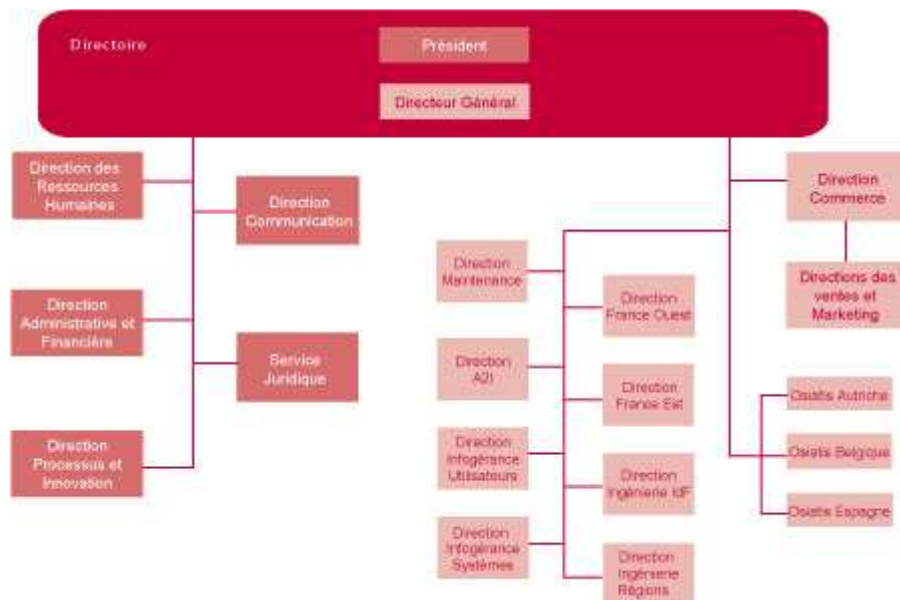 Directoire
Président
Directeur Général
Direction des
Ressources
Humaines
Direction
Communication
Direction
Administrative et
Financière
Service
Juridique
Direction
Processus et
Innovation
Direction
Maintenance
Direction
France Ouest
Direction
A2I
Direction
France Est
Direction
Infogérance
Utilisateurs
Direction
Ingénierie IdF
Direction
Infogérance
Systèmes
Direction
Ingénierie
Régions
Direction
Commerce
Directions des
ventes et
Marketing
Osiatis Autriche
Osiatis Belgique
Osiatis Espagne